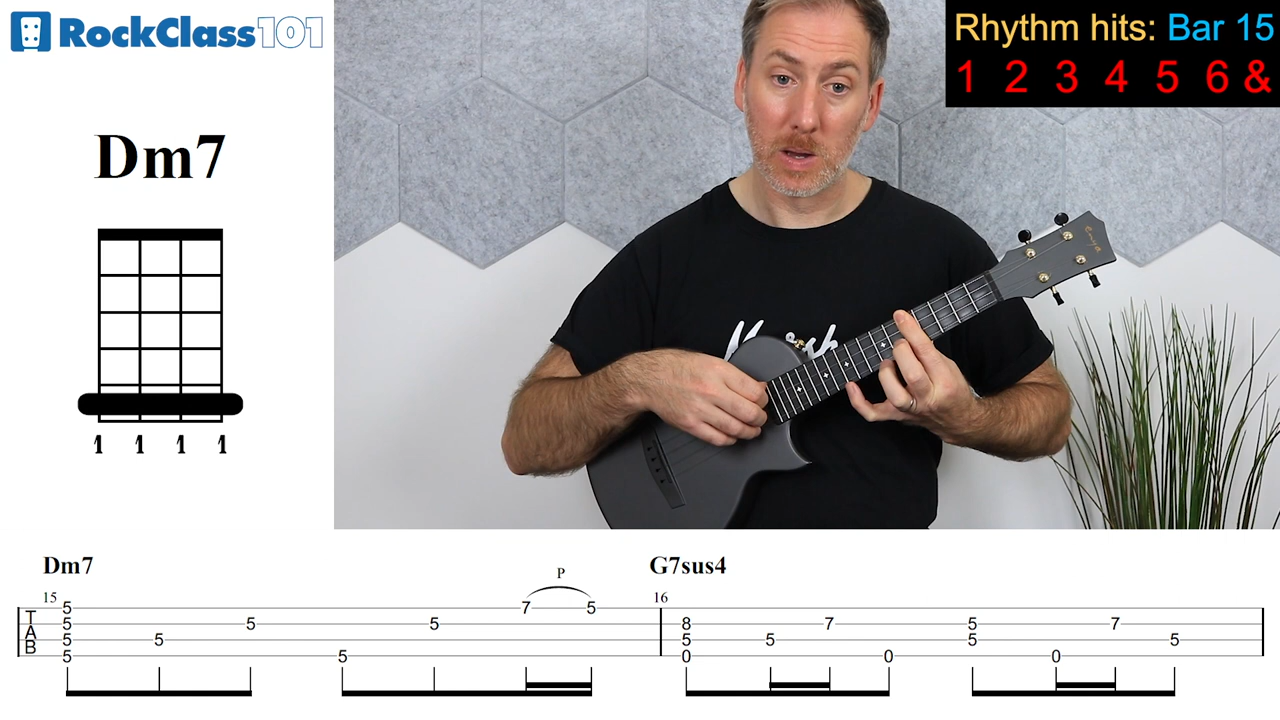 RockClass101
Rhythm hits: Bar 15
1 2 3 4 5 6 &
Dm7
1 1 1 1
Dm7
G7sus4
P
15
16
T
A
B
5 7 5
5 5 5 8 7 5 7
5 5 5 5 5 5
5 5 0 0 0